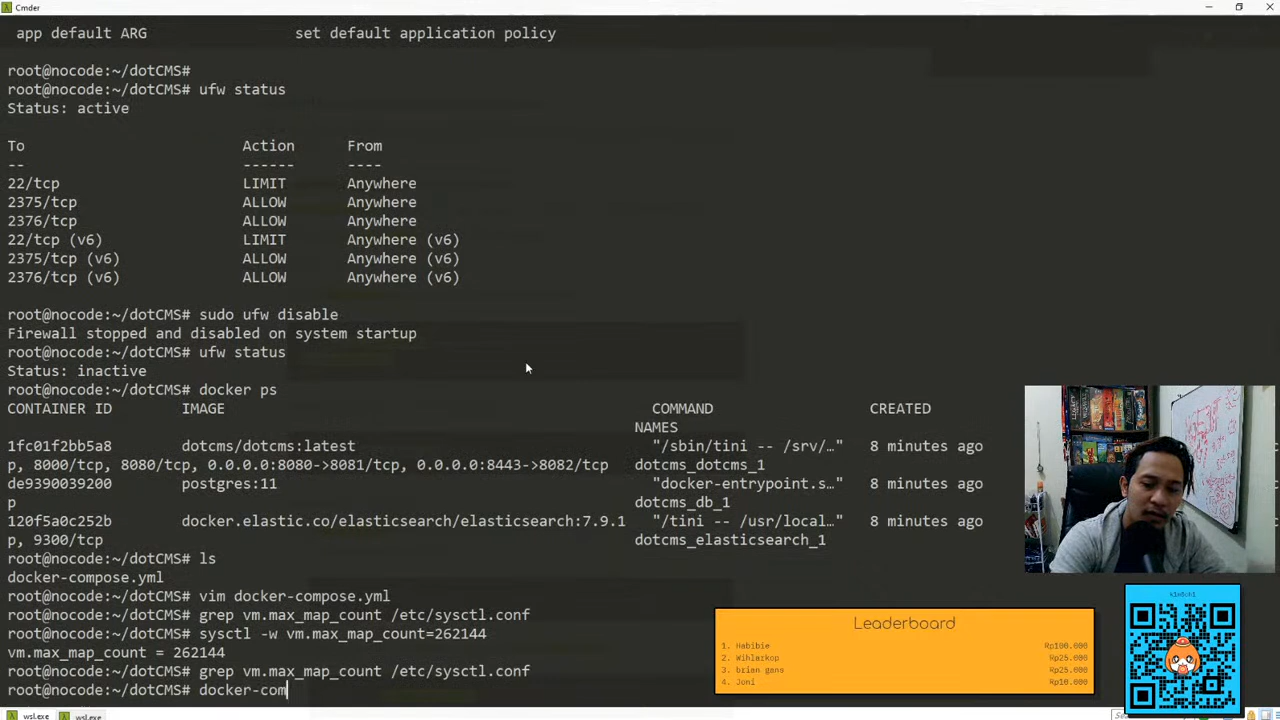 Cmder
app default ARG set default application policy
root@nocode:~/dotCMS#
root@nocode:~/dotCMS# ufw status
Status: active
To Action From
-- ------ ----
22/tcp LIMIT Anywhere
2375/tcp ALLOW Anywhere
2376/tcp ALLOW Anywhere
22/tcp (v6) LIMIT Anywhere (v6)
2375/tcp (v6) ALLOW Anywhere (v6)
2376/tcp (v6) ALLOW Anywhere (v6)
root@nocode:~/dotCMS# sudo ufw disable
Firewall stopped and disabled on system startup
root@nocode:~/dotCMS# ufw status
Status: inactive
root@nocode:~/dotCMS# docker ps
CONTAINER ID IMAGE COMMAND CREATED
NAMES
1fc01f2bb5a8 dotcms/dotcms:latest "/sbin/tini -- /srv/…" 8 minutes ago
p, 8000/tcp, 8080/tcp, 0.0.0.0:8080->8081/tcp, 0.0.0.0:8443->8082/tcp dotcms_dotcms_1
de9390039200 postgres:11 "docker-entrypoint.s…" 8 minutes ago
p dotcms_db_1
120f5a0c252b docker.elastic.co/elasticsearch/elasticsearch:7.9.1 "/tini -- /usr/local…" 8 minutes ago
p, 9300/tcp dotcms_elasticsearch_1
root@nocode:~/dotCMS# ls
docker-compose.yml
root@nocode:~/dotCMS# vim docker-compose.yml
root@nocode:~/dotCMS# grep vm.max_map_count /etc/sysctl.conf
root@nocode:~/dotCMS# sysctl -w vm.max_map_count=262144
vm.max_map_count = 262144
root@nocode:~/dotCMS# grep vm.max_map_count /etc/sysctl.conf
root@nocode:~/dotCMS# docker-com
Leaderboard
1. Habibie Rp100.000
2. Wihlarkop Rp25.000
3. brian gans Rp25.000
4. Joni Rp10.000
k1m0ch1
wsl.exe wsl.exe